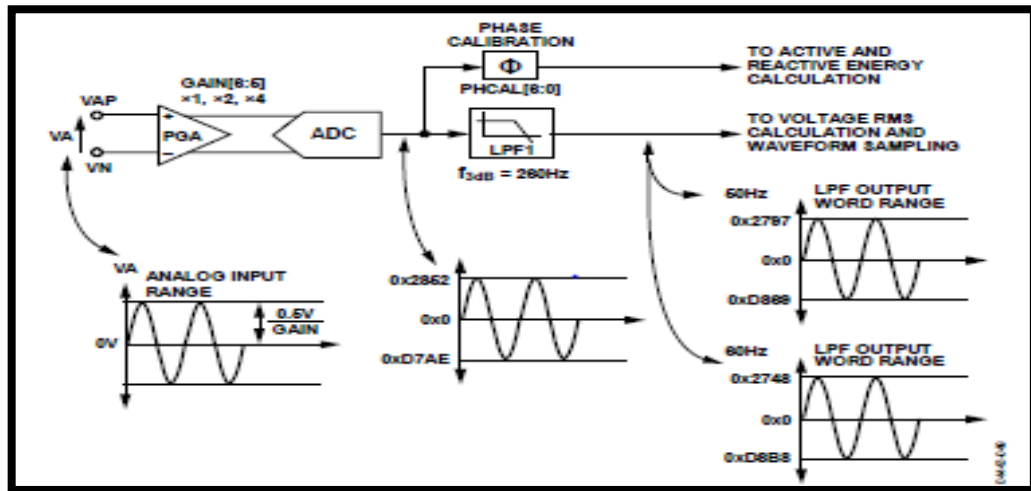 PHASE
CALIBRATION
Φ
PHCAL[6:0]
TO ACTIVE AND
REACTIVE ENERGY
CALCULATION
GAIN[6:5]
×1, ×2, ×4
VAP
+
PGA
–
ADC
VA
VN
LPF1
f3dB = 260Hz
TO VOLTAGE RMS
CALCULATION AND
WAVEFORM SAMPLING
50Hz
LPF OUTPUT
WORD RANGE
0x2797
0x0
0xD869
VA
ANALOG INPUT
RANGE
0V
0.5V
GAIN
0x2852
0x0
0xD7AE
60Hz
LPF OUTPUT
WORD RANGE
0x2748
0x0
0xD8B8